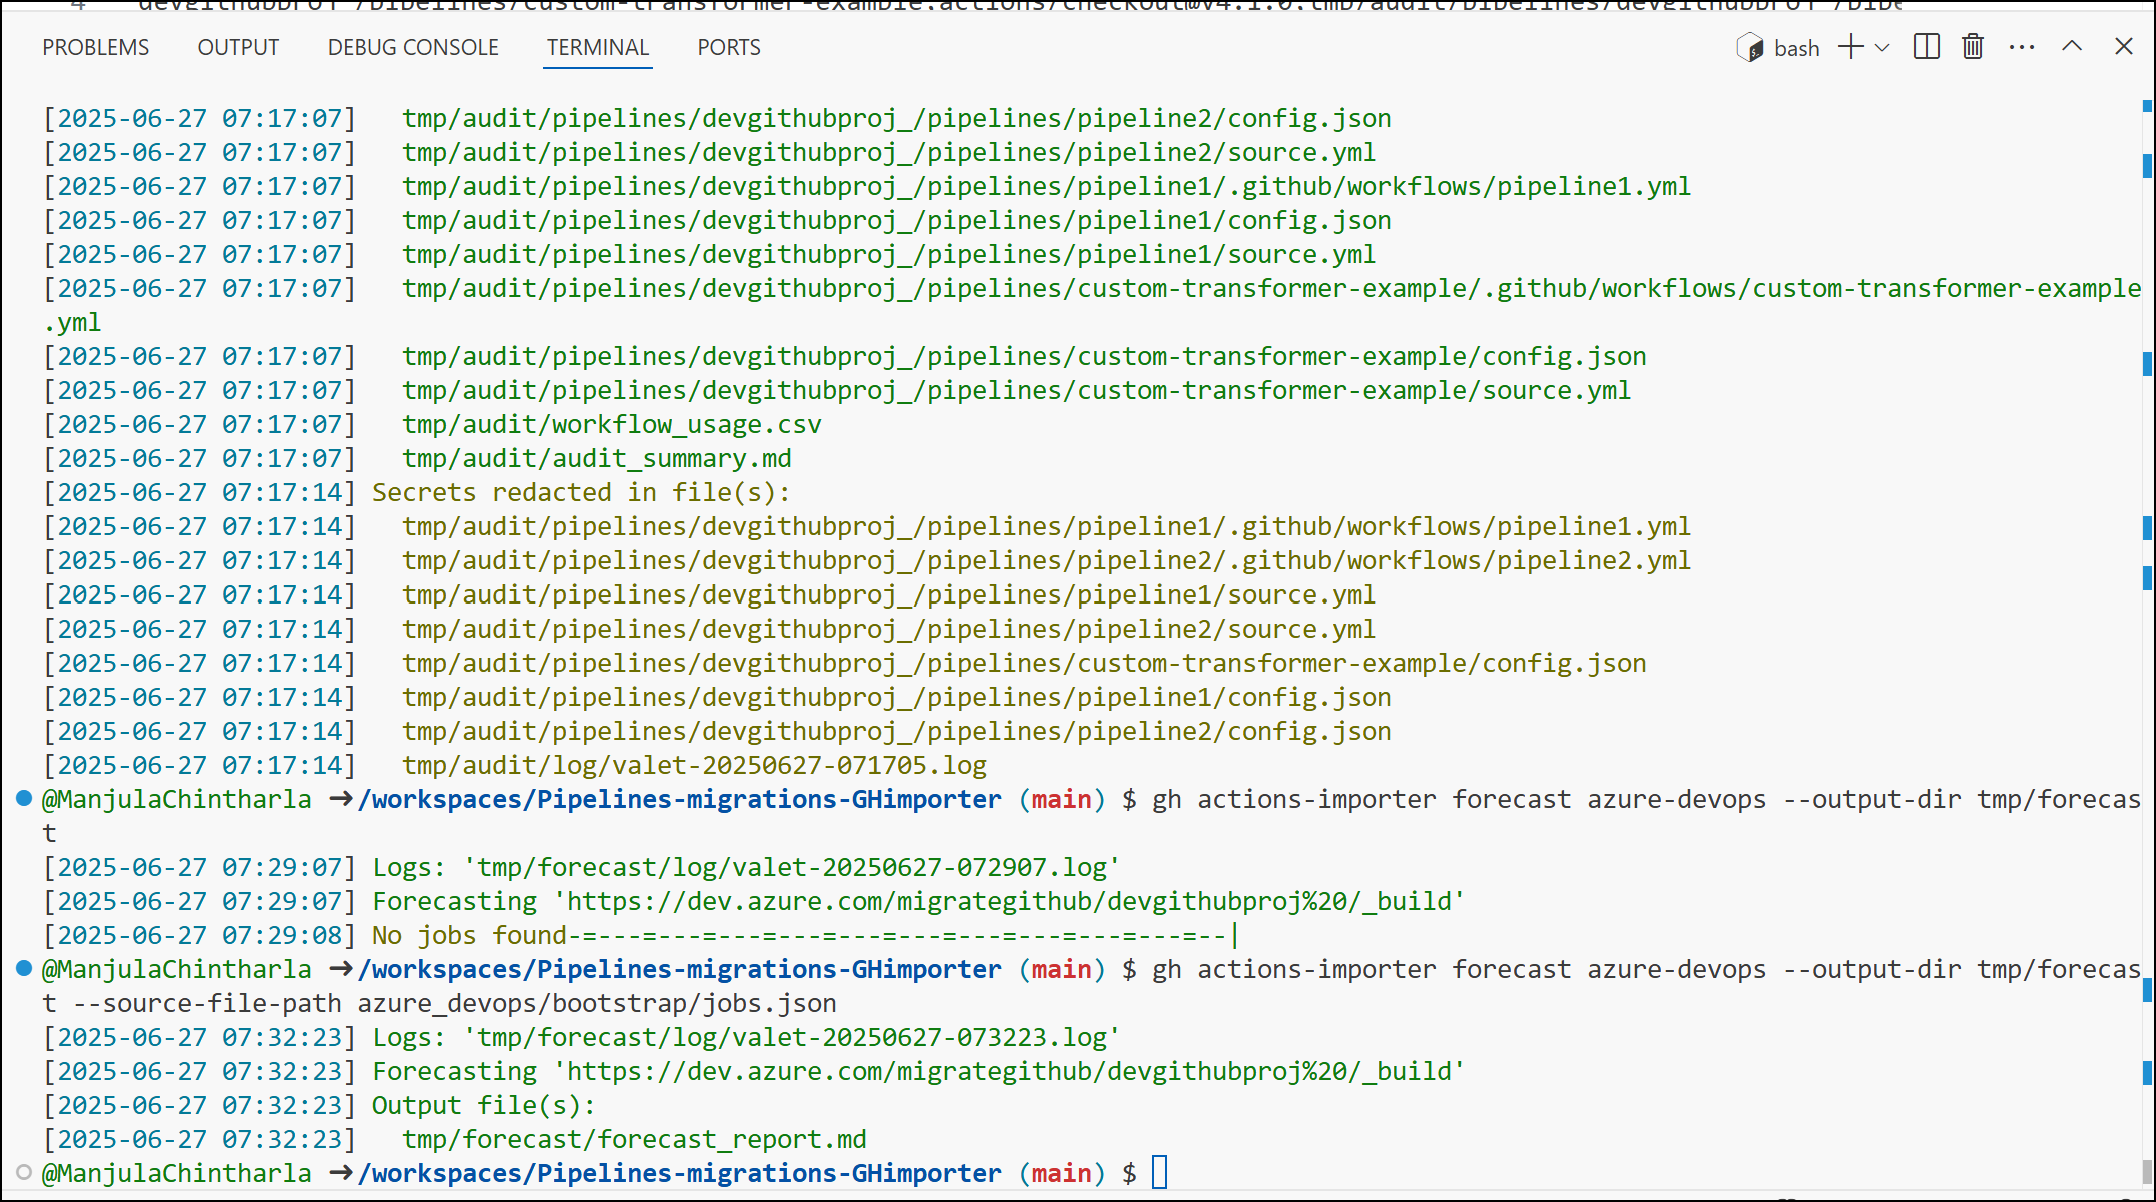 PROBLEMS OUTPUT DEBUG CONSOLE TERMINAL PORTS bash
[2025-06-27 07:17:07]   tmp/audit/pipelines/devgithubproj_/pipelines/pipeline2/config.json
[2025-06-27 07:17:07]   tmp/audit/pipelines/devgithubproj_/pipelines/pipeline2/source.yml
[2025-06-27 07:17:07]   tmp/audit/pipelines/devgithubproj_/pipelines/pipeline1/.github/workflows/pipeline1.yml
[2025-06-27 07:17:07]   tmp/audit/pipelines/devgithubproj_/pipelines/pipeline1/config.json
[2025-06-27 07:17:07]   tmp/audit/pipelines/devgithubproj_/pipelines/pipeline1/source.yml
[2025-06-27 07:17:07]   tmp/audit/pipelines/devgithubproj_/pipelines/custom-transformer-example/.github/workflows/custom-transformer-example
.yml
[2025-06-27 07:17:07]   tmp/audit/pipelines/devgithubproj_/pipelines/custom-transformer-example/config.json
[2025-06-27 07:17:07]   tmp/audit/pipelines/devgithubproj_/pipelines/custom-transformer-example/source.yml
[2025-06-27 07:17:07]   tmp/audit/workflow_usage.csv
[2025-06-27 07:17:07]   tmp/audit/audit_summary.md
[2025-06-27 07:17:14] Secrets redacted in file(s):
[2025-06-27 07:17:14]   tmp/audit/pipelines/devgithubproj_/pipelines/pipeline1/.github/workflows/pipeline1.yml
[2025-06-27 07:17:14]   tmp/audit/pipelines/devgithubproj_/pipelines/pipeline2/.github/workflows/pipeline2.yml
[2025-06-27 07:17:14]   tmp/audit/pipelines/devgithubproj_/pipelines/pipeline1/source.yml
[2025-06-27 07:17:14]   tmp/audit/pipelines/devgithubproj_/pipelines/pipeline2/source.yml
[2025-06-27 07:17:14]   tmp/audit/pipelines/devgithubproj_/pipelines/custom-transformer-example/config.json
[2025-06-27 07:17:14]   tmp/audit/pipelines/devgithubproj_/pipelines/pipeline1/config.json
[2025-06-27 07:17:14]   tmp/audit/pipelines/devgithubproj_/pipelines/pipeline2/config.json
[2025-06-27 07:17:14]   tmp/audit/log/valet-20250627-071705.log
@ManjulaChintharla ➜ /workspaces/Pipelines-migrations-GHimporter (main) $ gh actions-importer forecast azure-devops --output-dir tmp/forecas
t
[2025-06-27 07:29:07] Logs: 'tmp/forecast/log/valet-20250627-072907.log'
[2025-06-27 07:29:07] Forecasting 'https://dev.azure.com/migrategithub/devgithubproj%20/_build'
[2025-06-27 07:29:08] No jobs found-=---=---=---=---=---=---=---=---=---=---=--|
@ManjulaChintharla ➜ /workspaces/Pipelines-migrations-GHimporter (main) $ gh actions-importer forecast azure-devops --output-dir tmp/forecas
t --source-file-path azure_devops/bootstrap/jobs.json
[2025-06-27 07:32:23] Logs: 'tmp/forecast/log/valet-20250627-073223.log'
[2025-06-27 07:32:23] Forecasting 'https://dev.azure.com/migrategithub/devgithubproj%20/_build'
[2025-06-27 07:32:23] Output file(s):
[2025-06-27 07:32:23]   tmp/forecast/forecast_report.md
@ManjulaChintharla ➜ /workspaces/Pipelines-migrations-GHimporter (main) $